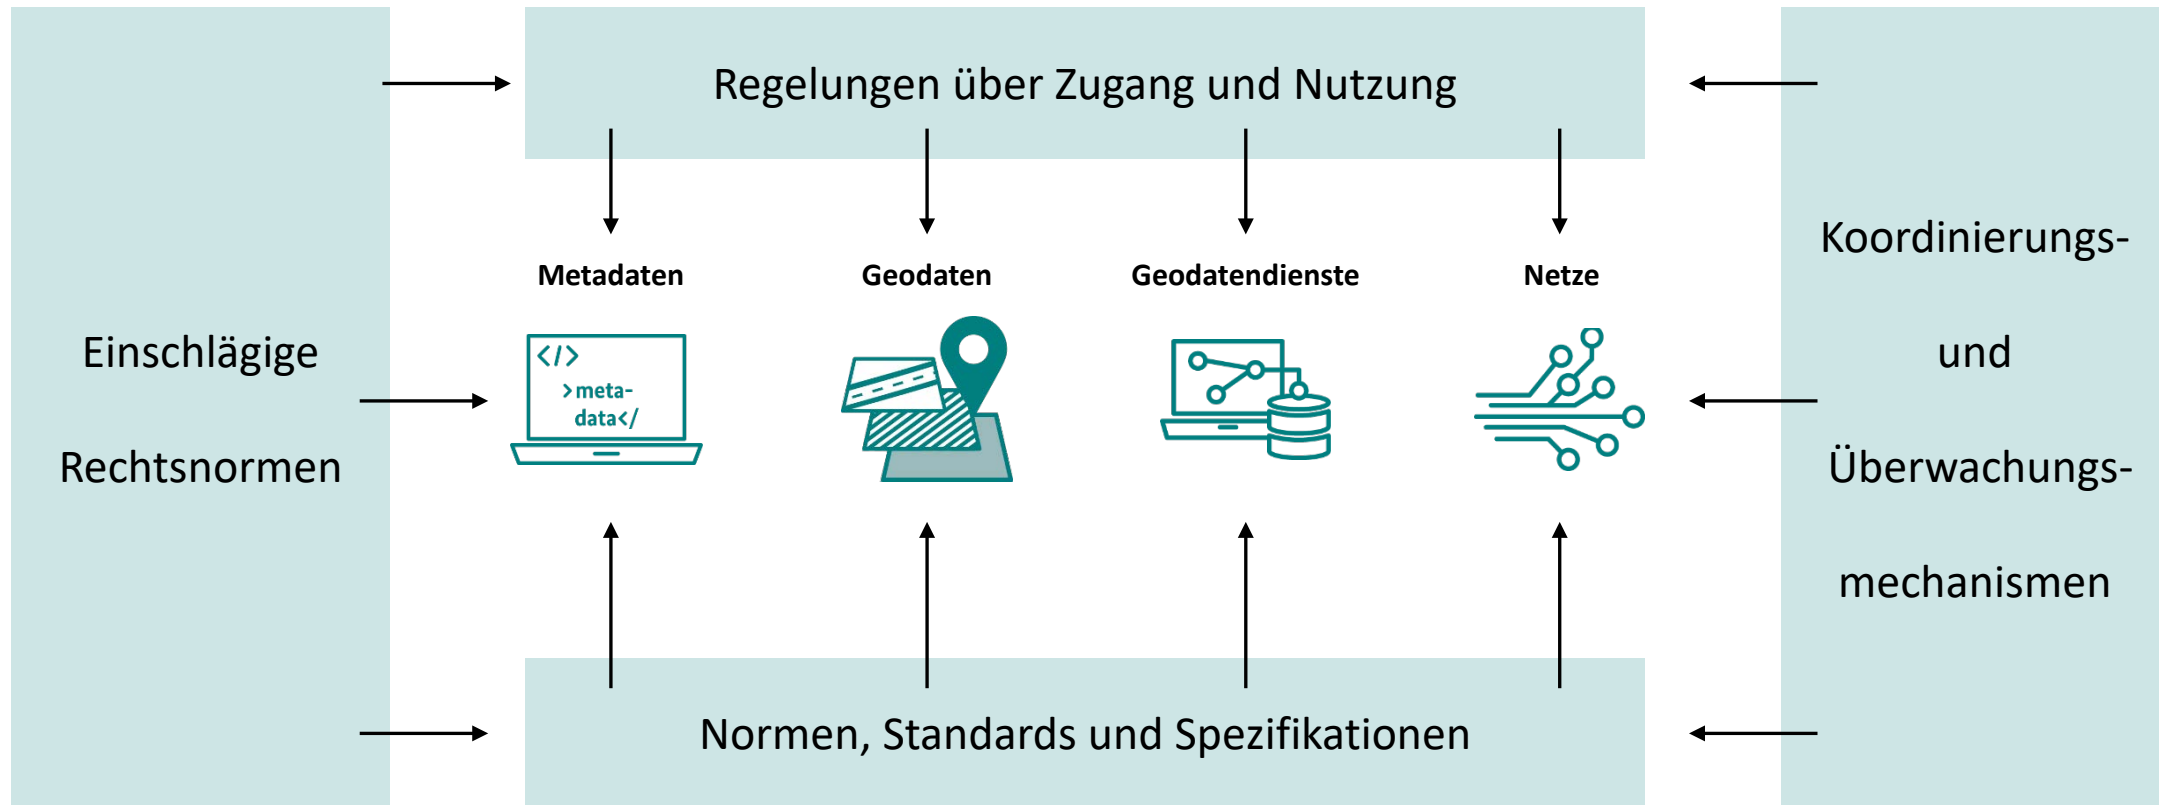 Regelungen über Zugang und Nutzung
Einschlägige
Rechtsnormen
Metadaten
Geodaten
Geodatendienste
Netze
</>
>meta-
data</
Koordinierungs-
und
Überwachungs-
mechanismen
Normen, Standards und Spezifikationen